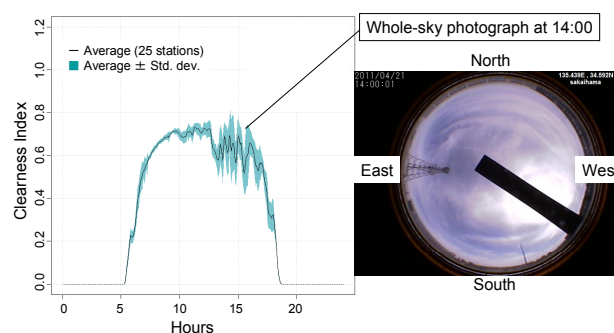 Whole-sky photograph at 14:00
Average (25 stations)
Average ± Std. dev.
Clearness Index
1.2
1.0
0.8
0.6
0.4
0.2
0.0
0
5
10
15
20
Hours
North
2011/04/21
14:00:01
135.439E , 34.592N
sakaihama
East
Wes
South